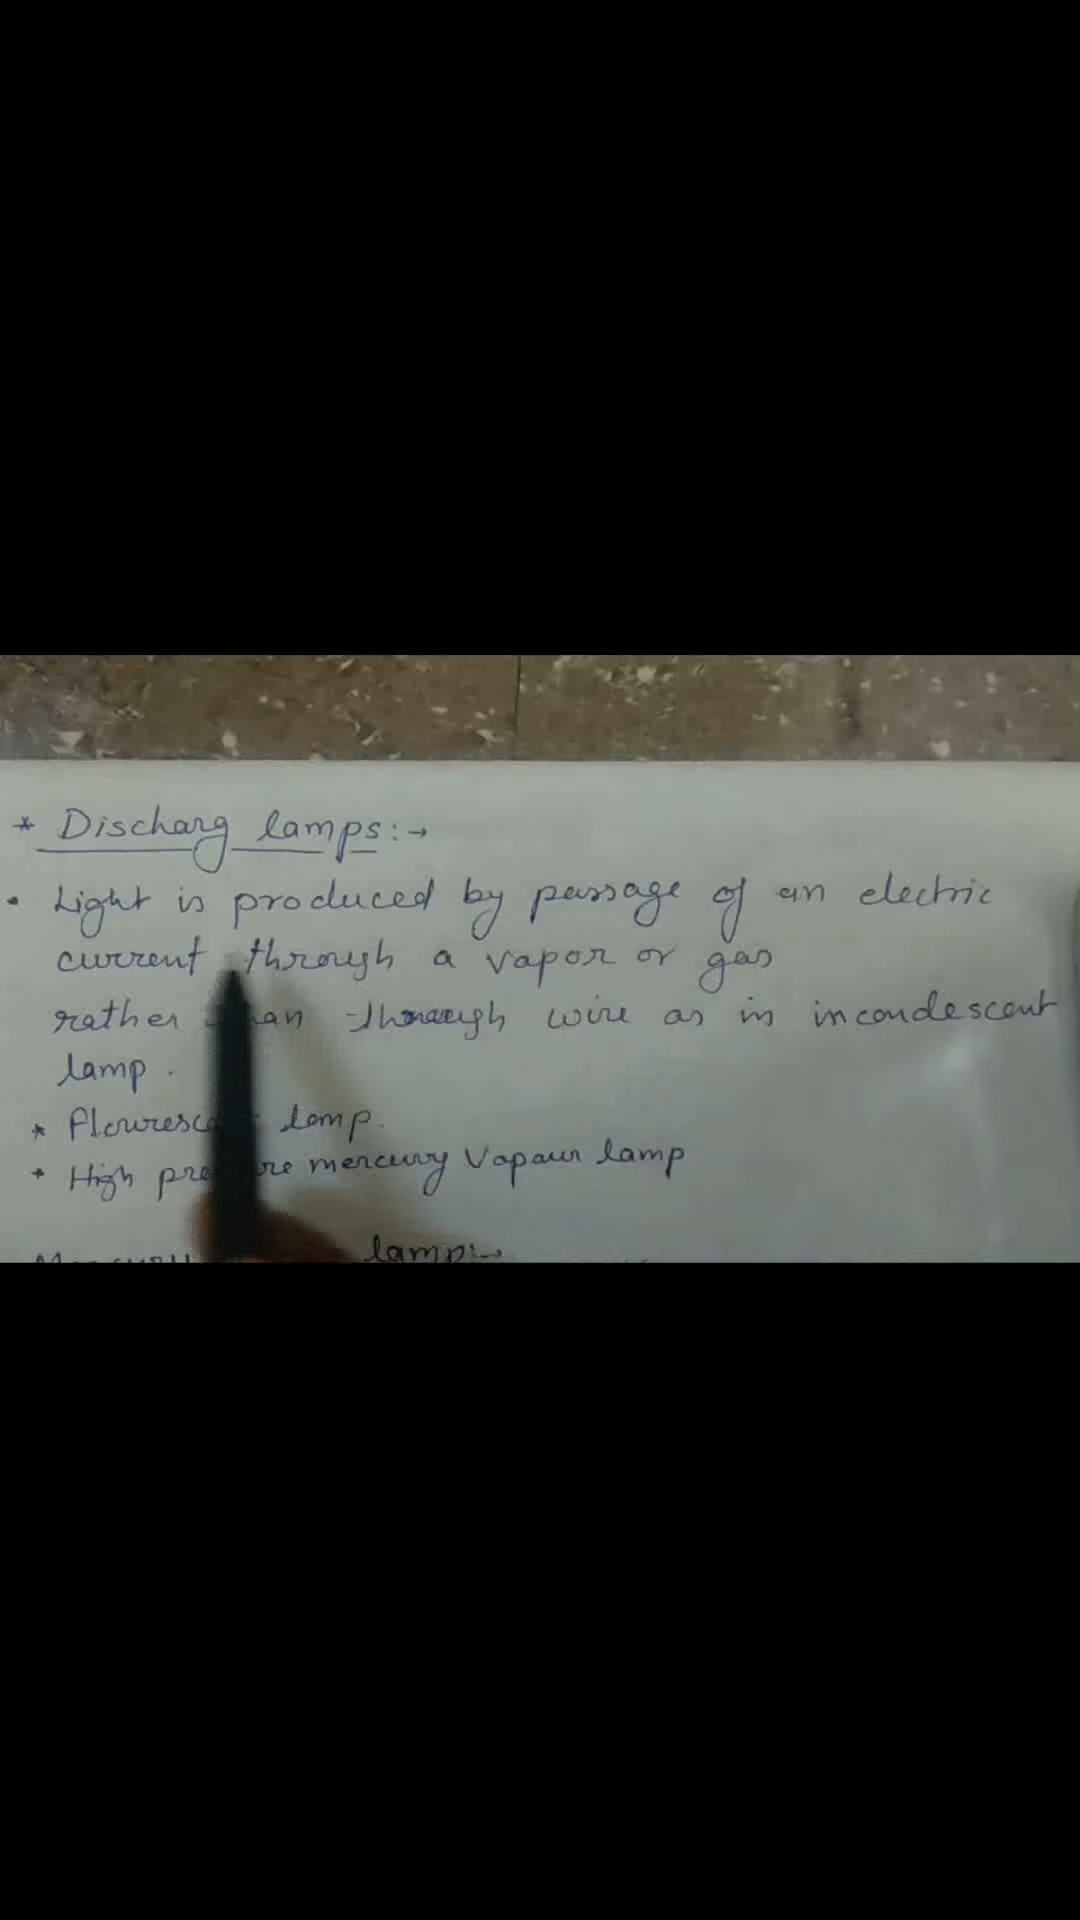 * Discharg lamps:→
• Light is produced by passage of an electric
current through a vapor or gas
rather than through wire as in incondescent
lamp.
* lamp.
* High mercury Vapour lamp
lamp:→